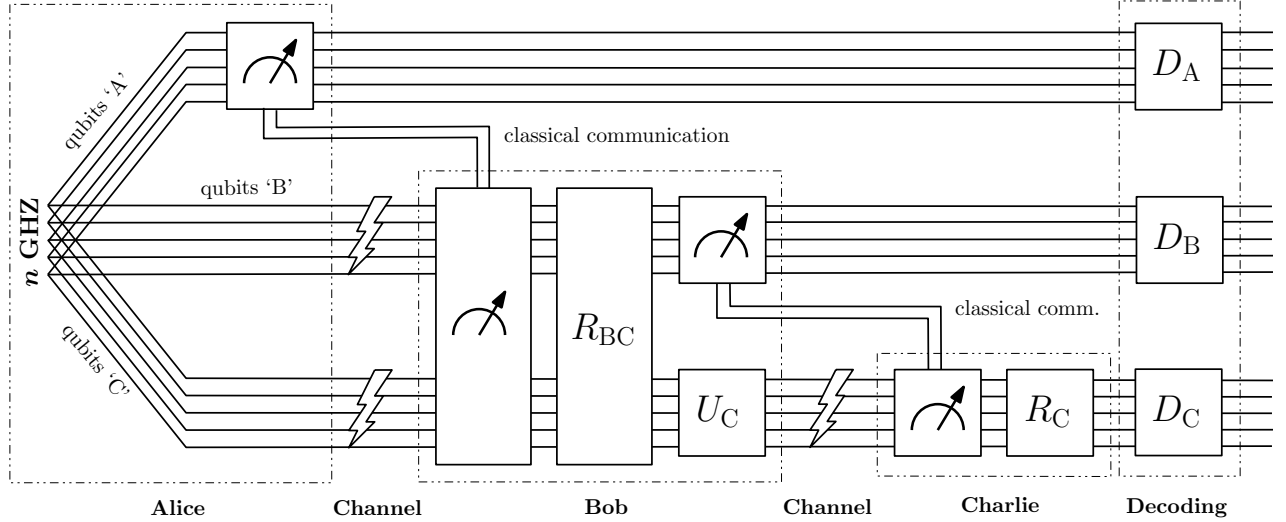 qubits ‘A’
D_A
classical communication
qubits ‘B’
n GHZ
R_BC
D_B
classical comm.
qubits ‘C’
U_C
R_C
D_C
Alice
Channel
Bob
Channel
Charlie
Decoding